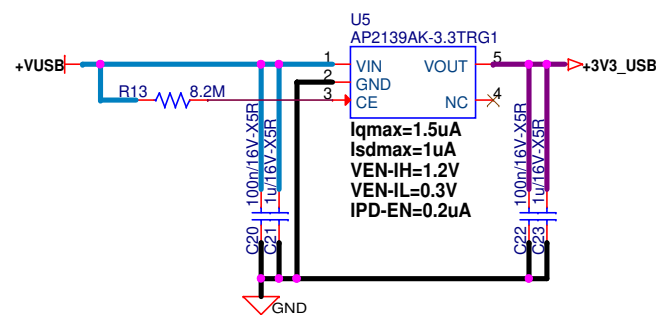 U5
AP2139AK-3.3TRG1
+VUSB
1
VIN
VOUT
5
+3V3_USB
2
GND
R13
8.2M
3
CE
NC
4
Iqmax=1.5uA
Isdmax=1uA
VEN-IH=1.2V
VEN-IL=0.3V
IPD-EN=0.2uA
C20
100n/16V-X5R
C21
1u/16V-X5R
C22
100n/16V-X5R
C23
1u/16V-X5R
GND